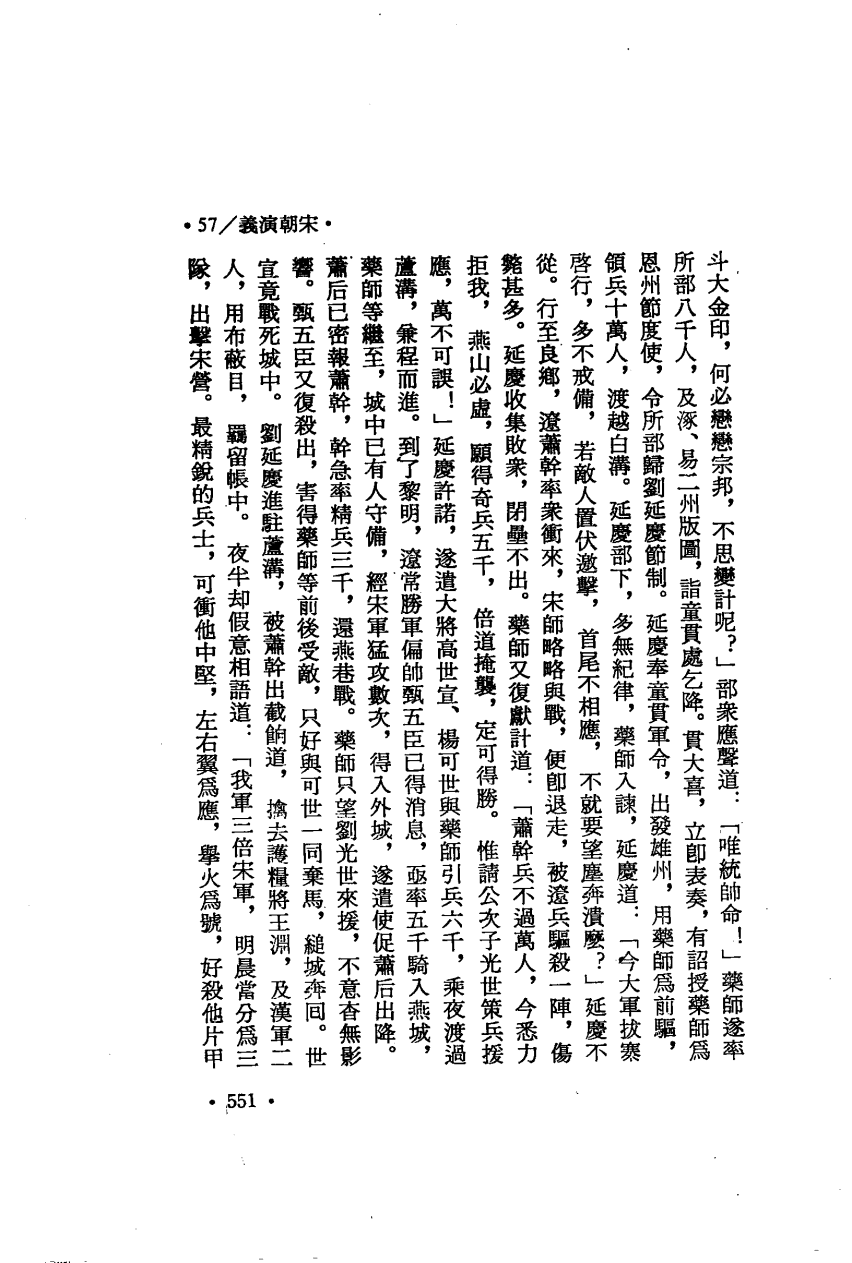 •57／義演朝宋•
斗大金印，何必戀戀宗邦，不思變計呢？」部衆應聲道：「唯統帥命！」藥師遂率
所部八千人，及涿、易二州版圖，詣童貫處乞降。貫大喜，立卽表奏，有詔授藥師爲
恩州節度使，令所部歸劉延慶節制。延慶奉童貫軍令，出發雄州，用藥師爲前驅，
領兵十萬人，渡越白溝。延慶部下，多無紀律，藥師入諫，延慶道：「今大軍拔寨
啓行，多不戒備，若敵人置伏邀擊，首尾不相應，不就要望塵奔潰麽？」延慶不
從。行至良鄉，遼蕭幹率衆衝來，宋師略略與戰，便卽退走，被遼兵驅殺一陣，傷
斃甚多。延慶收集敗衆，閉壘不出。藥師又復獻計道：「蕭幹兵不過萬人，今悉力
拒我，燕山必虛，願得奇兵五千，倍道掩襲，定可得勝。惟請公次子光世策兵援
應，萬不可誤！」延慶許諾，遂遣大將高世宣、楊可世與藥師引兵六千，乘夜渡過
蘆溝，兼程而進。到了黎明，遼常勝軍偏帥甄五臣已得消息，亟率五千騎入燕城，
藥師等繼至，城中已有人守備，經宋軍猛攻數次，得入外城，遂遣使促蕭后出降。
蕭后已密報蕭幹，幹急率精兵三千，還燕巷戰。藥師只望劉光世來援，不意杳無影
響。甄五臣又復殺出，害得藥師等前後受敵，只好與可世一同棄馬，縋城奔回。世
宣竟戰死城中。劉延慶進駐蘆溝，被蕭幹出截餉道，擒去護糧將王淵，及漢軍二
人，用布蔽目，羈留帳中。夜半却假意相語道：「我軍三倍宋軍，明晨當分爲三
隊，出擊宋營。最精銳的兵士，可衝他中堅，左右翼爲應，舉火爲號，好殺他片甲
•551•